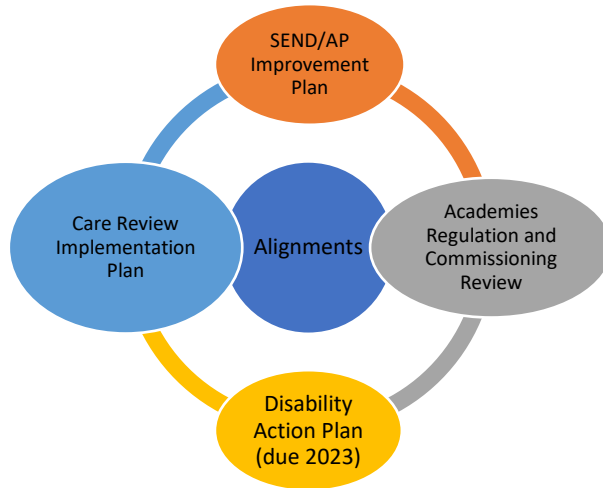 SEND/AP
Improvement
Plan
Care Review
Implementation
Plan
Alignments
Academies
Regulation and
Commissioning
Review
Disability
Action Plan
(due 2023)